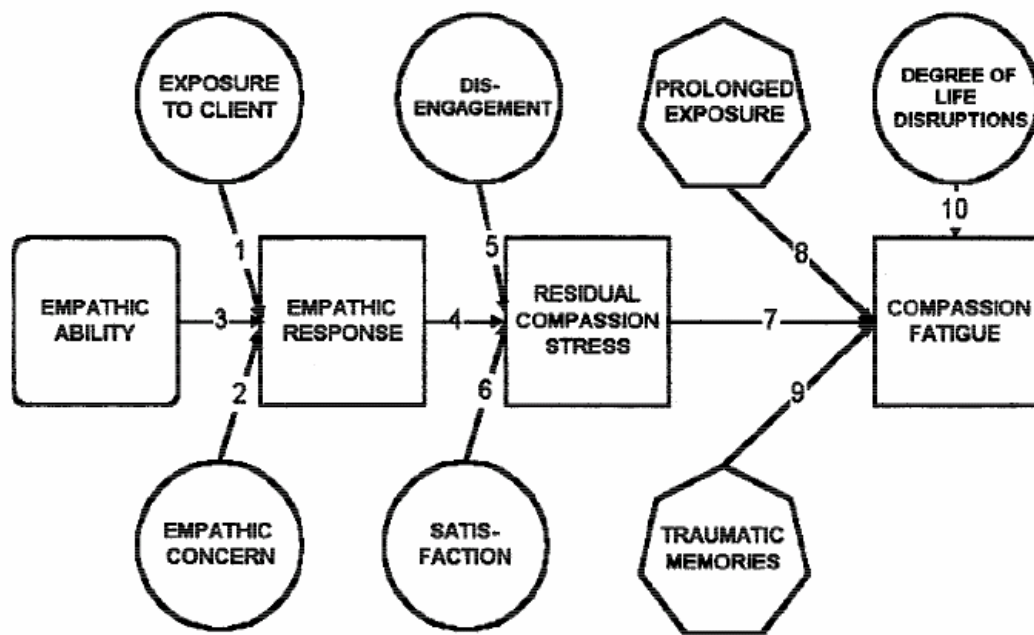 EXPOSURE
TO CLIENT
DIS-
ENGAGEMENT
PROLONGED
EXPOSURE
DEGREE OF
LIFE
DISRUPTIONS
1
5
8
10
EMPATHIC
ABILITY
3
EMPATHIC
RESPONSE
4
RESIDUAL
COMPASSION
STRESS
7
COMPASSION
FATIGUE
2
6
9
EMPATHIC
CONCERN
SATIS-
FACTION
TRAUMATIC
MEMORIES